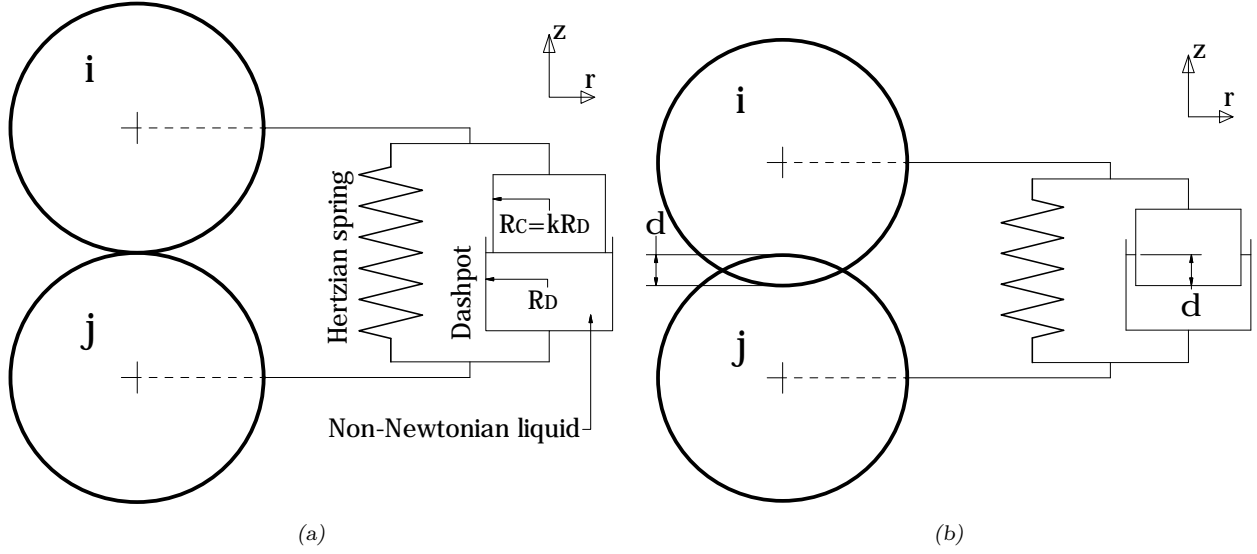 i
z
r
Hertzian spring
Dashpot
RC=kRD
RD
j
Non-Newtonian liquid
(a)
i
z
r
d
d
j
(b)